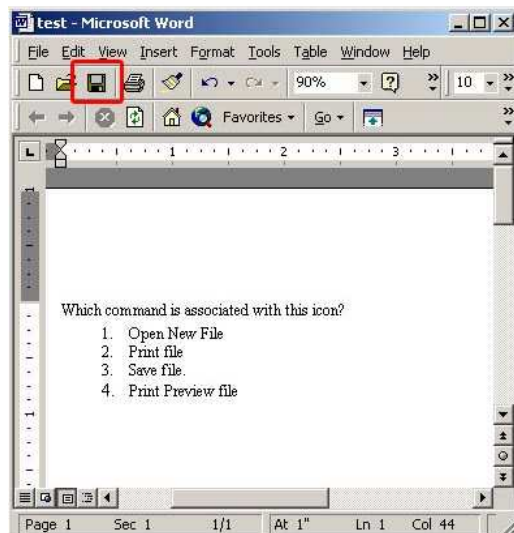 test - Microsoft Word
File Edit View Insert Format Tools Table Window Help
90% 10
Favorites Go
1 2 3
1
Which command is associated with this icon?
1. Open New File
2. Print file
3. Save file.
4. Print Preview file
1
Page 1 Sec 1 1/1 At 1" Ln 1 Col 44